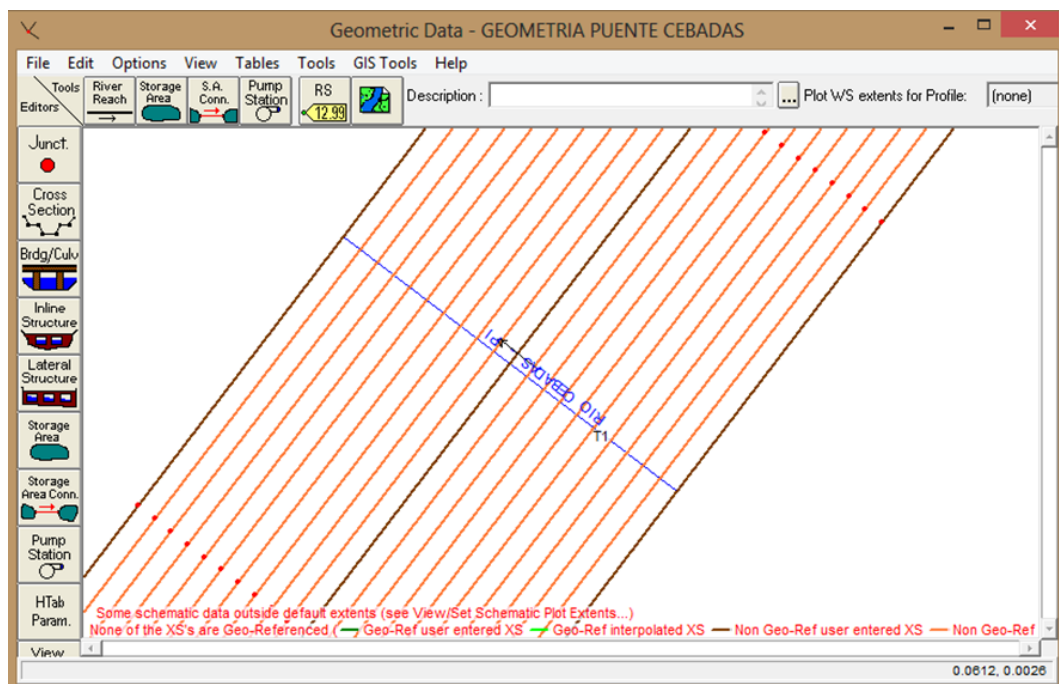 Geometric Data - GEOMETRIA PUENTE CEBADAS
File Edit Options View Tables Tools GIS Tools Help
Tools
Editors
River Reach
Storage Area
S.A. Conn.
Pump Station
RS
12.99
Description :
...
Plot WS extents for Profile:
(none)
Junct.
Cross Section
Brdg/Culv
Inline Structure
Lateral Structure
Storage Area
Storage Area Conn.
Pump Station
HTab Param.
View
RIO CEBADAS - PI
T1
Some schematic data outside default extents (see View/Set Schematic Plot Extents...)
None of the XS's are Geo-Referenced ( Geo-Ref user entered XS Geo-Ref interpolated XS Non Geo-Ref user entered XS Non Geo-Ref
0.0612, 0.0026